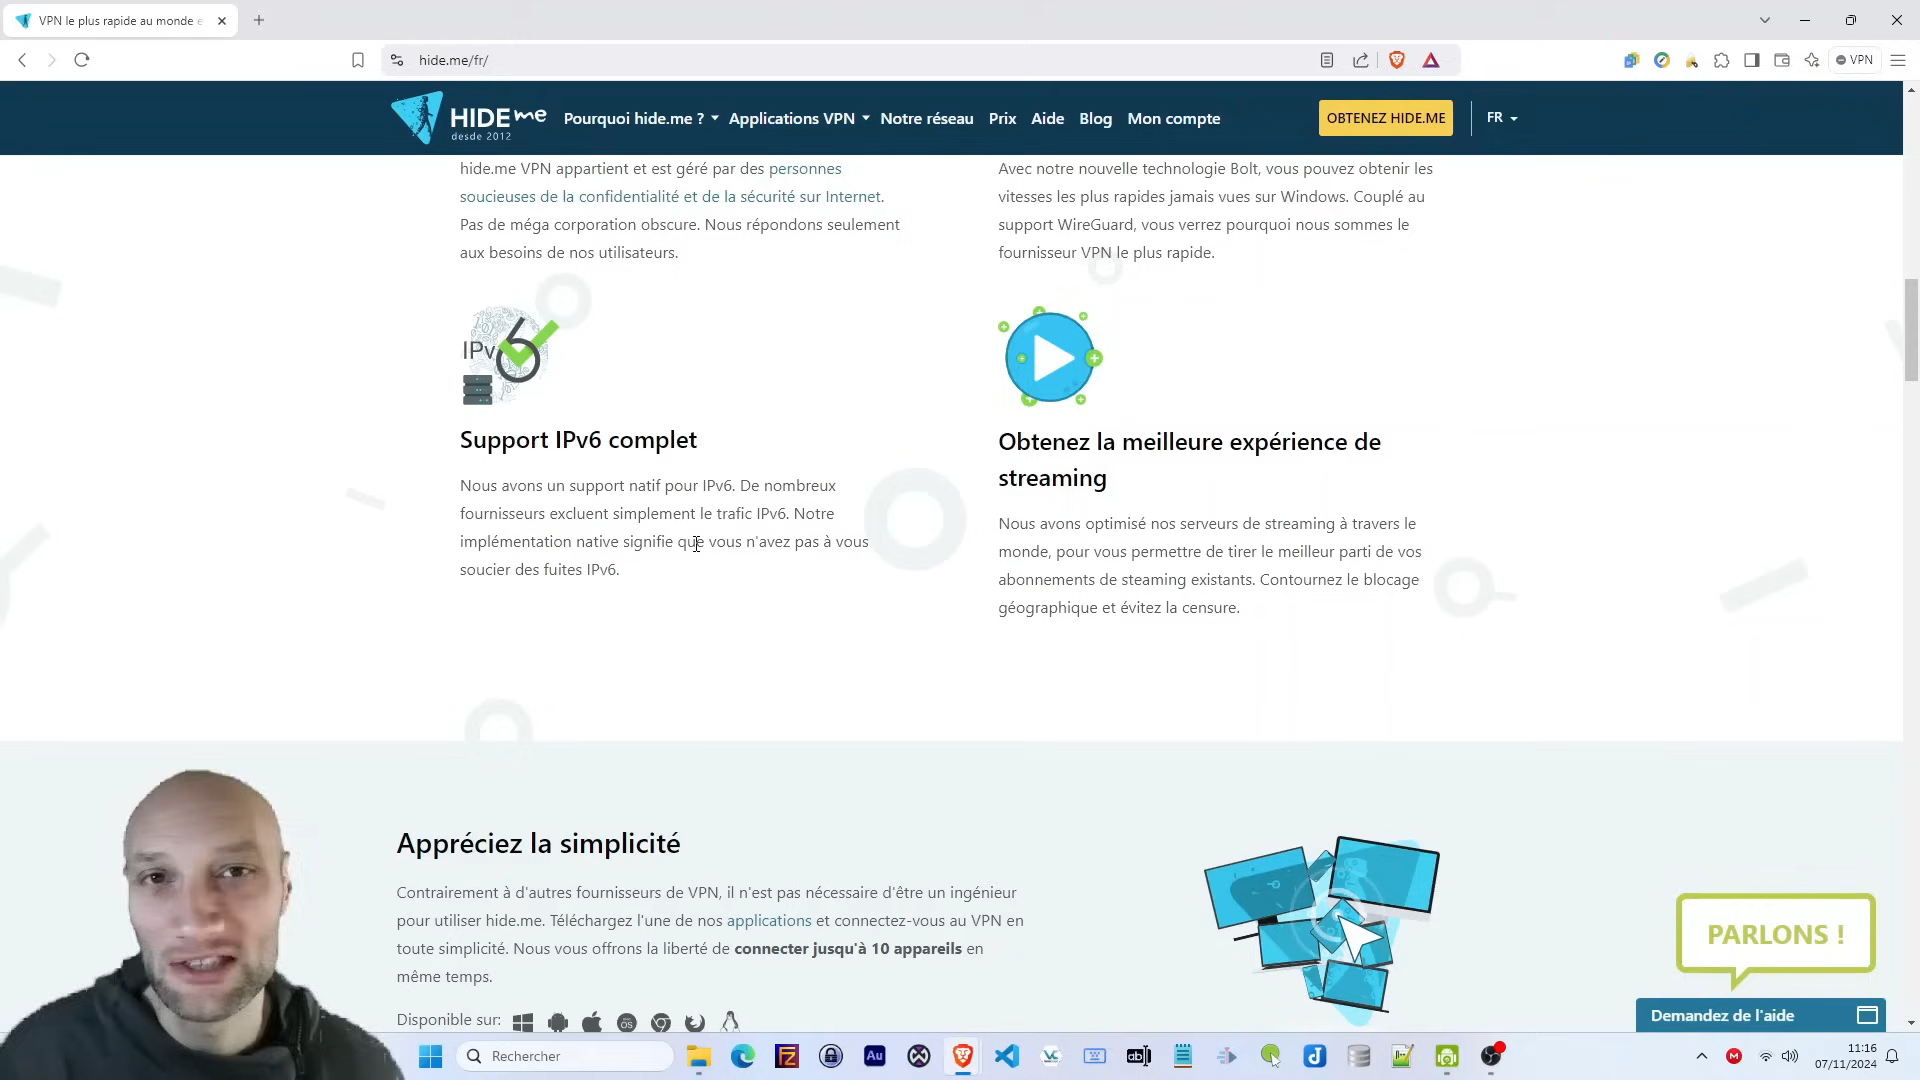 VPN le plus rapide au monde e
hide.me/fr/
VPN
HIDE me
desde 2012
Pourquoi hide.me ?
Applications VPN
Notre réseau
Prix
Aide
Blog
Mon compte
OBTENEZ HIDE.ME
FR
hide.me VPN appartient et est géré par des personnes
soucieuses de la confidentialité et de la sécurité sur Internet.
Pas de méga corporation obscure. Nous répondons seulement
aux besoins de nos utilisateurs.
Avec notre nouvelle technologie Bolt, vous pouvez obtenir les
vitesses les plus rapides jamais vues sur Windows. Couplé au
support WireGuard, vous verrez pourquoi nous sommes le
fournisseur VPN le plus rapide.
IPv6
Support IPv6 complet
Nous avons un support natif pour IPv6. De nombreux
fournisseurs excluent simplement le trafic IPv6. Notre
implémentation native signifie que vous n'avez pas à vous
soucier des fuites IPv6.
Obtenez la meilleure expérience de
streaming
Nous avons optimisé nos serveurs de streaming à travers le
monde, pour vous permettre de tirer le meilleur parti de vos
abonnements de steaming existants. Contournez le blocage
géographique et évitez la censure.
Appréciez la simplicité
Contrairement à d'autres fournisseurs de VPN, il n'est pas nécessaire d'être un ingénieur
pour utiliser hide.me. Téléchargez l'une de nos applications et connectez-vous au VPN en
toute simplicité. Nous vous offrons la liberté de connecter jusqu'à 10 appareils en
même temps.
Disponible sur:
PARLONS !
Demandez de l'aide
Rechercher
11:16
07/11/2024